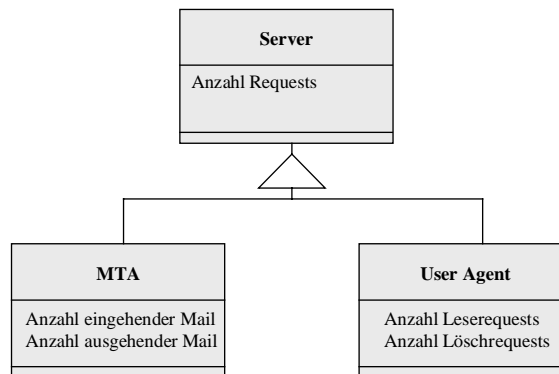 Server
Anzahl Requests
MTA
Anzahl eingehender Mail
Anzahl ausgehender Mail
User Agent
Anzahl Leserequests
Anzahl Löschrequests